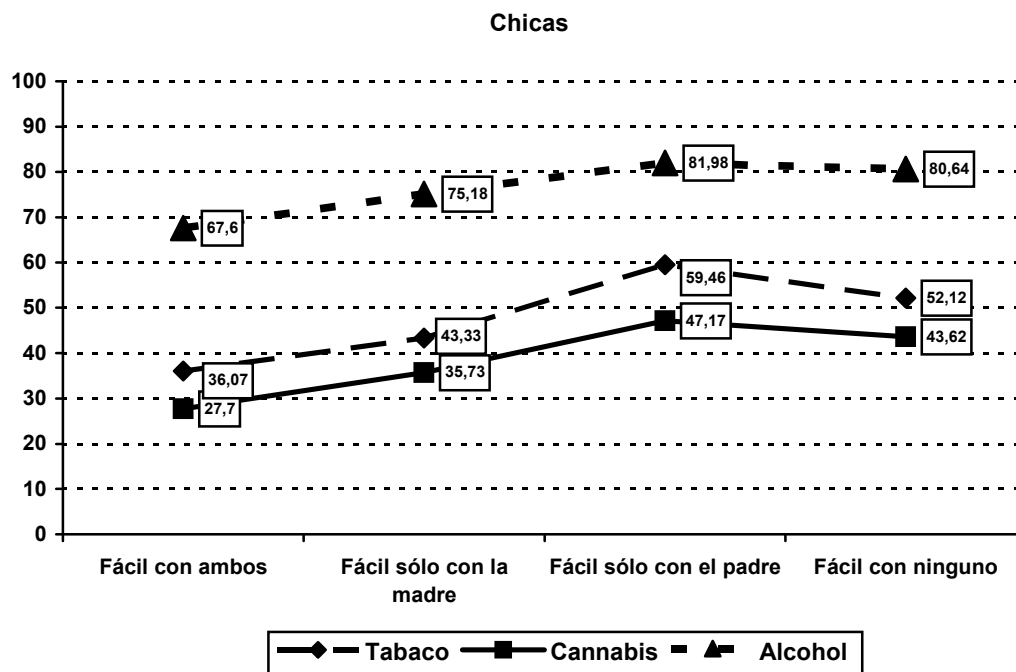 Chicas
100
90
80
70
60
50
40
30
20
10
0
67,6
75,18
81,98
80,64
36,07
43,33
59,46
52,12
27,7
35,73
47,17
43,62
Fácil con ambos
Fácil sólo con la
madre
Fácil sólo con el padre
Fácil con ninguno
Tabaco
Cannabis
Alcohol